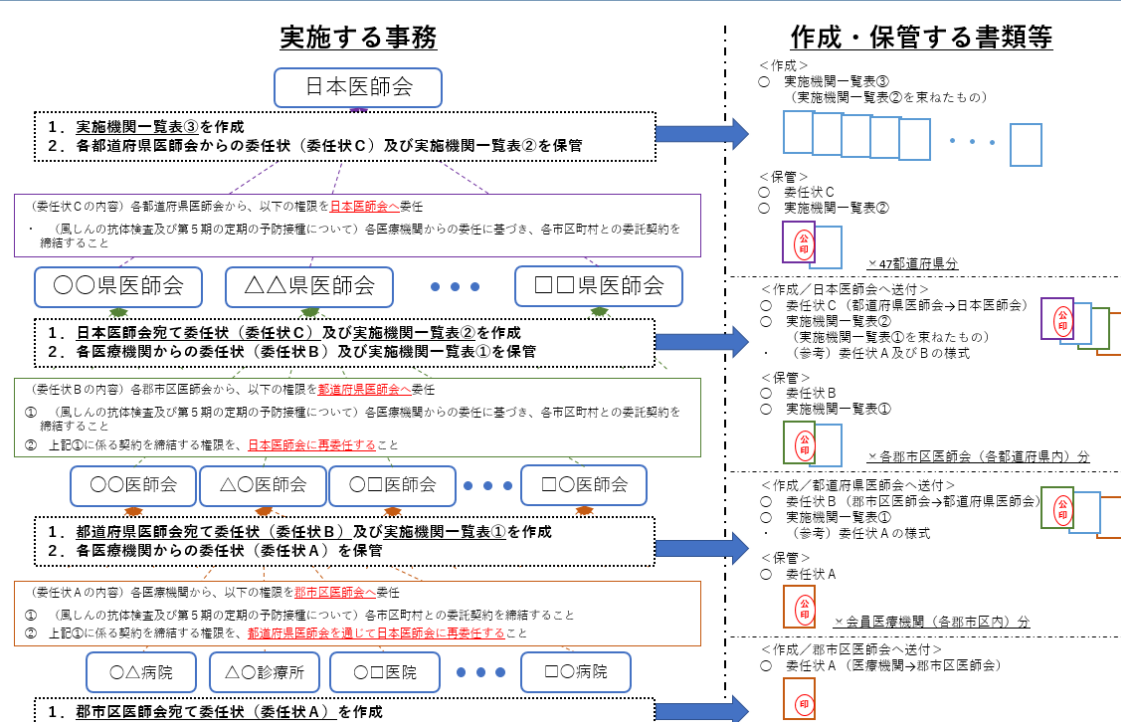 実施する事務
日本医師会
1．実施機関一覧表③を作成
2．各都道府県医師会からの委任状（委任状Ｃ）及び実施機関一覧表②を保管
（委任状Ｃの内容）各都道府県医師会から、以下の権限を日本医師会へ委任
・　（風しんの抗体検査及び第５期の定期の予防接種について）各医療機関からの委任に基づき、各市区町村との委託契約を
締結すること
〇〇県医師会
△△県医師会
●●●
□□県医師会
1．日本医師会宛て委任状（委任状Ｃ）及び実施機関一覧表②を作成
2．各医療機関からの委任状（委任状Ｂ）及び実施機関一覧表①を保管
（委任状Ｂの内容）各郡市区医師会から、以下の権限を都道府県医師会へ委任
①　（風しんの抗体検査及び第５期の定期の予防接種について）各医療機関からの委任に基づき、各市区町村との委託契約を
締結すること
②　上記①に係る契約を締結する権限を、日本医師会に再委任すること
〇〇医師会
△〇医師会
〇□医師会
●●●
□〇医師会
1．都道府県医師会宛て委任状（委任状Ｂ）及び実施機関一覧表①を作成
2．各医療機関からの委任状（委任状Ａ）を保管
（委任状Ａの内容）各医療機関から、以下の権限を郡市区医師会へ委任
①　（風しんの抗体検査及び第５期の定期の予防接種について）各市区町村との委託契約を締結すること
②　上記①に係る契約を締結する権限を、都道府県医師会を通じて日本医師会に再委任すること
〇△病院
△〇診療所
〇□医院
●●●
□〇病院
1．郡市区医師会宛て委任状（委任状Ａ）を作成
作成・保管する書類等
＜作成＞
〇　実施機関一覧表③
（実施機関一覧表②を束ねたもの）
・・・
＜保管＞
〇　委任状Ｃ
〇　実施機関一覧表②
公印
×47都道府県分
＜作成／日本医師会へ送付＞
〇　委任状Ｃ（都道府県医師会→日本医師会）
〇　実施機関一覧表②
（実施機関一覧表①を束ねたもの）
・　（参考）委任状Ａ及びＢの様式
公印
＜保管＞
〇　委任状Ｂ
〇　実施機関一覧表①
公印
×各郡市区医師会（各都道府県内）分
＜作成／都道府県医師会へ送付＞
〇　委任状Ｂ（郡市区医師会→都道府県医師会）
〇　実施機関一覧表①
・　（参考）委任状Ａの様式
公印
＜保管＞
〇　委任状Ａ
公印
×会員医療機関（各郡市区内）分
＜作成／郡市区医師会へ送付＞
〇　委任状Ａ（医療機関→郡市区医師会）
印